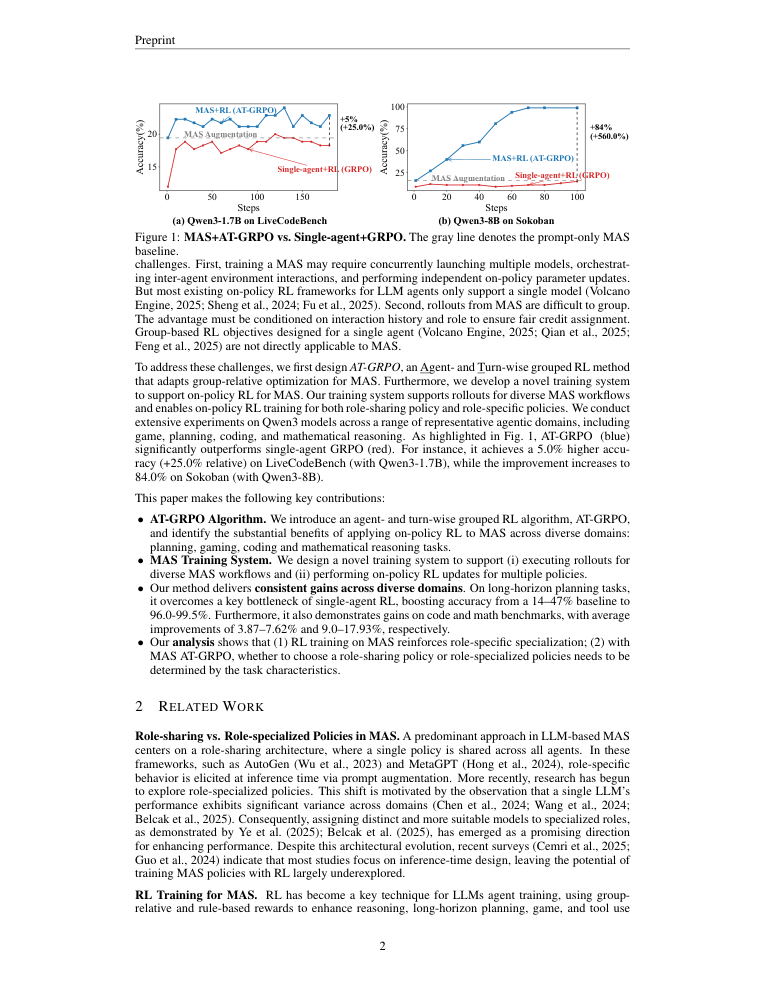 Preprint
MAS+RL (AT-GRPO)
MAS Augmentation
Single-agent+RL (GRPO)
+5%
(+25.0%)
Accuracy(%)
20
15
0 50 100 150
Steps
(a) Qwen3-1.7B on LiveCodeBench
100
75
50
25
Accuracy(%)
MAS+RL (AT-GRPO)
MAS Augmentation
Single-agent+RL (GRPO)
+84%
(+560.0%)
0 20 40 60 80 100
Steps
(b) Qwen3-8B on Sokoban
Figure 1: MAS+AT-GRPO vs. Single-agent+GRPO. The gray line denotes the prompt-only MAS
baseline.
challenges. First, training a MAS may require concurrently launching multiple models, orchestrat-
ing inter-agent environment interactions, and performing independent on-policy parameter updates.
But most existing on-policy RL frameworks for LLM agents only support a single model (Volcano
Engine, 2025; Sheng et al., 2024; Fu et al., 2025). Second, rollouts from MAS are difficult to group.
The advantage must be conditioned on interaction history and role to ensure fair credit assignment.
Group-based RL objectives designed for a single agent (Volcano Engine, 2025; Qian et al., 2025;
Feng et al., 2025) are not directly applicable to MAS.
To address these challenges, we first design AT-GRPO, an Agent- and Turn-wise grouped RL method
that adapts group-relative optimization for MAS. Furthermore, we develop a novel training system
to support on-policy RL for MAS. Our training system supports rollouts for diverse MAS workflows
and enables on-policy RL training for both role-sharing policy and role-specific policies. We conduct
extensive experiments on Qwen3 models across a range of representative agentic domains, including
game, planning, coding, and mathematical reasoning. As highlighted in Fig. 1, AT-GRPO (blue)
significantly outperforms single-agent GRPO (red). For instance, it achieves a 5.0% higher accu-
racy (+25.0% relative) on LiveCodeBench (with Qwen3-1.7B), while the improvement increases to
84.0% on Sokoban (with Qwen3-8B).
This paper makes the following key contributions:
• AT-GRPO Algorithm. We introduce an agent- and turn-wise grouped RL algorithm, AT-GRPO,
and identify the substantial benefits of applying on-policy RL to MAS across diverse domains:
planning, gaming, coding and mathematical reasoning tasks.
• MAS Training System. We design a novel training system to support (i) executing rollouts for
diverse MAS workflows and (ii) performing on-policy RL updates for multiple policies.
• Our method delivers consistent gains across diverse domains. On long-horizon planning tasks,
it overcomes a key bottleneck of single-agent RL, boosting accuracy from a 14–47% baseline to
96.0-99.5%. Furthermore, it also demonstrates gains on code and math benchmarks, with average
improvements of 3.87–7.62% and 9.0–17.93%, respectively.
• Our analysis shows that (1) RL training on MAS reinforces role-specific specialization; (2) with
MAS AT-GRPO, whether to choose a role-sharing policy or role-specialized policies needs to be
determined by the task characteristics.
2 RELATED WORK
Role-sharing vs. Role-specialized Policies in MAS. A predominant approach in LLM-based MAS
centers on a role-sharing architecture, where a single policy is shared across all agents. In these
frameworks, such as AutoGen (Wu et al., 2023) and MetaGPT (Hong et al., 2024), role-specific
behavior is elicited at inference time via prompt augmentation. More recently, research has begun
to explore role-specialized policies. This shift is motivated by the observation that a single LLM's
performance exhibits significant variance across domains (Chen et al., 2024; Wang et al., 2024;
Belcak et al., 2025). Consequently, assigning distinct and more suitable models to specialized roles,
as demonstrated by Ye et al. (2025); Belcak et al. (2025), has emerged as a promising direction
for enhancing performance. Despite this architectural evolution, recent surveys (Cemri et al., 2025;
Guo et al., 2024) indicate that most studies focus on inference-time design, leaving the potential of
training MAS policies with RL largely underexplored.
RL Training for MAS. RL has become a key technique for LLMs agent training, using group-
relative and rule-based rewards to enhance reasoning, long-horizon planning, game, and tool use
2